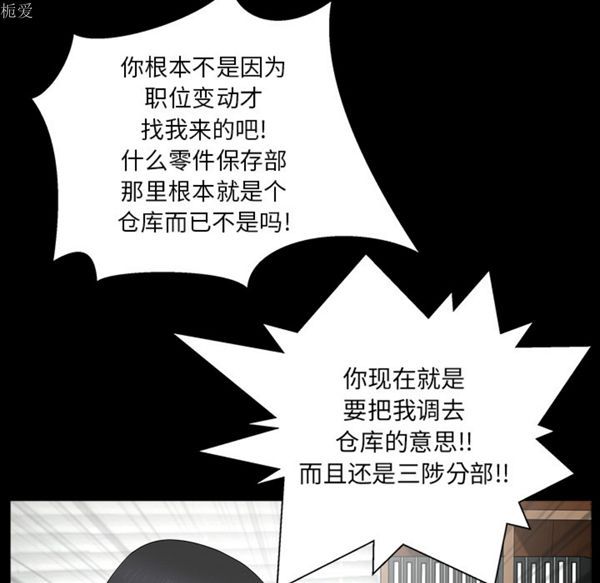 栀爱
你根本不是因为
职位变动才
找我来的吧!
什么零件保存部
那里根本就是个
仓库而已不是吗!
你现在就是
要把我调去
仓库的意思!!
而且还是三陟分部!!